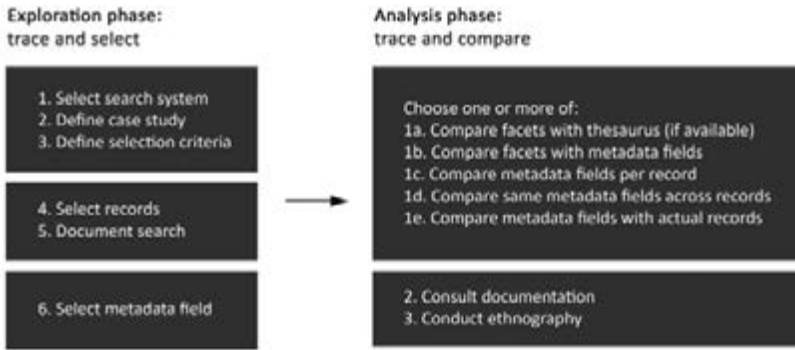 Exploration phase:
trace and select
1. Select search system
2. Define case study
3. Define selection criteria
4. Select records
5. Document search
6. Select metadata field
Analysis phase:
trace and compare
Choose one or more of:
1a. Compare facets with thesaurus (if available)
1b. Compare facets with metadata fields
1c. Compare metadata fields per record
1d. Compare same metadata fields across records
1e. Compare metadata fields with actual records
2. Consult documentation
3. Conduct ethnography